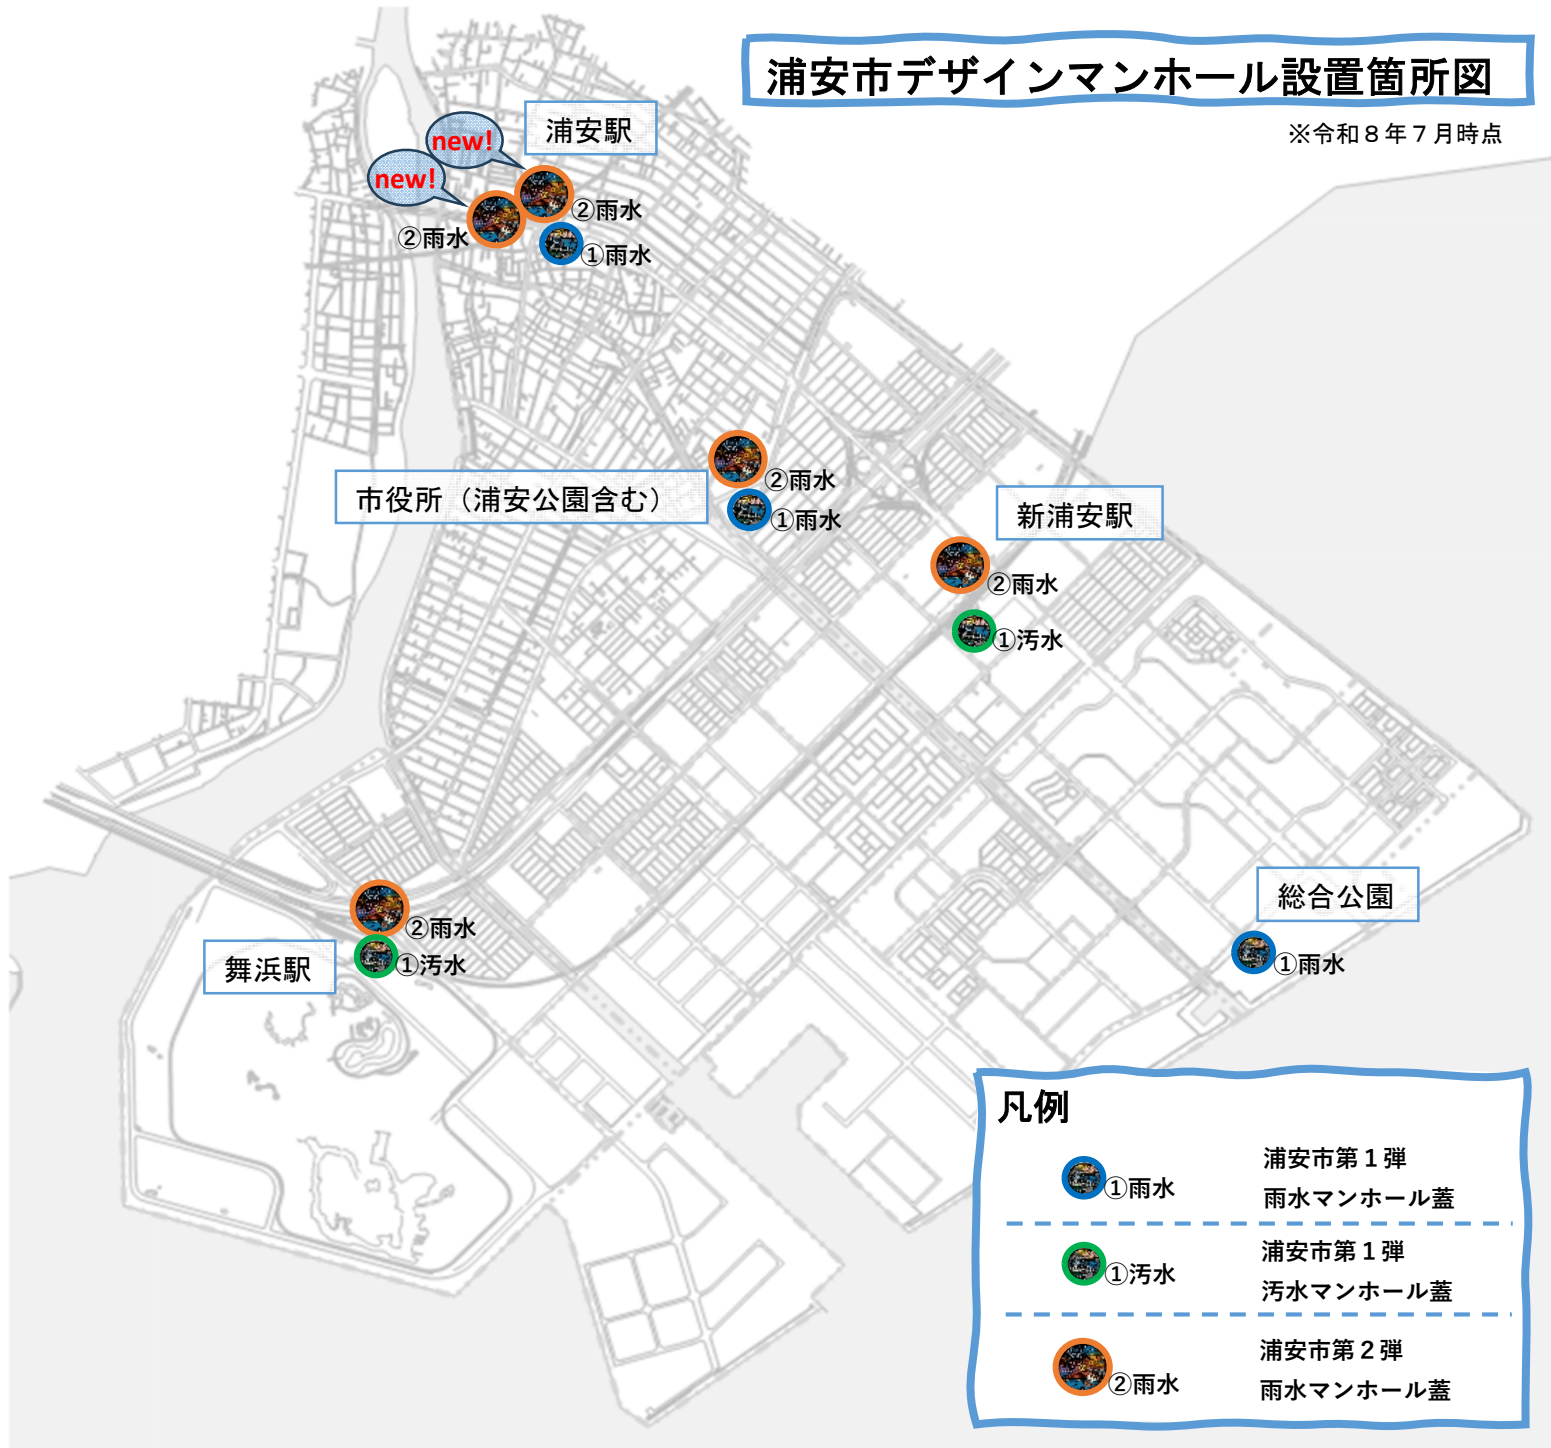 浦安市デザインマンホール設置箇所図
※令和８年７月時点
浦安駅
new!
new!
②雨水
②雨水
①雨水
市役所（浦安公園含む）
②雨水
①雨水
新浦安駅
②雨水
①汚水
総合公園
①雨水
舞浜駅
②雨水
①汚水
凡例
①雨水
浦安市第１弾
雨水マンホール蓋
①汚水
浦安市第１弾
汚水マンホール蓋
②雨水
浦安市第２弾
雨水マンホール蓋